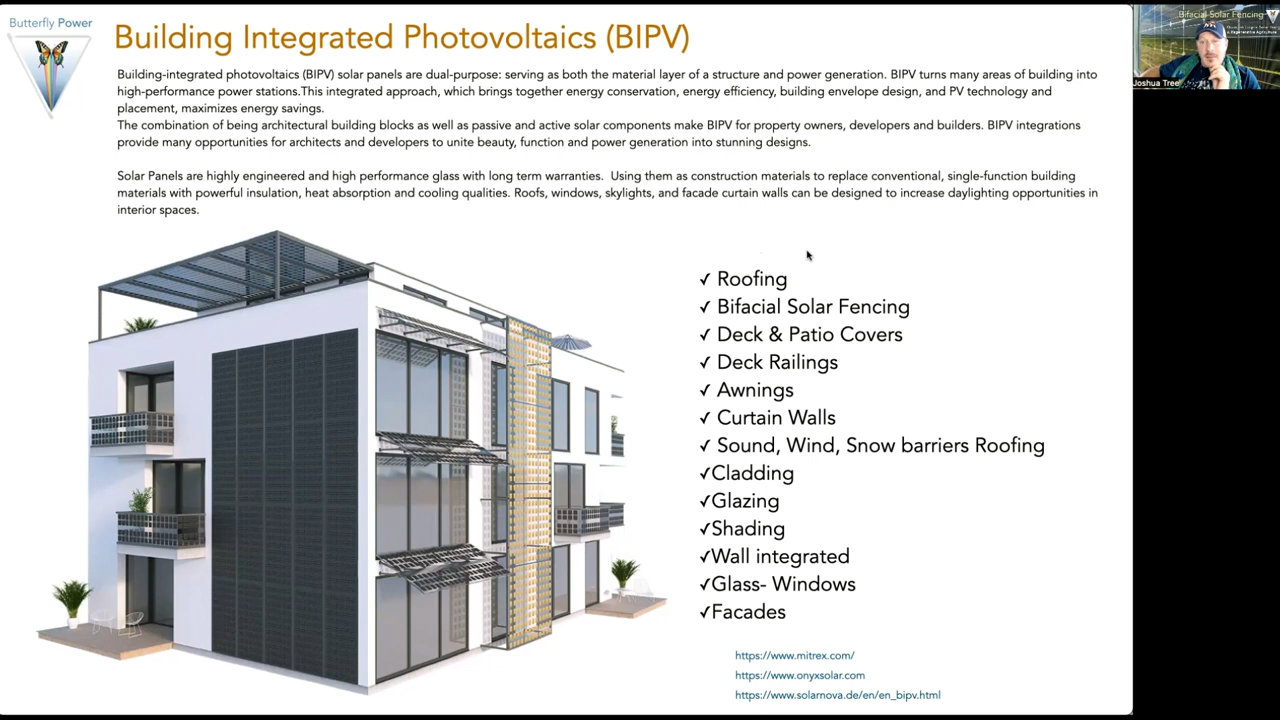 Butterfly Power
Building Integrated Photovoltaics (BIPV)
Building-integrated photovoltaics (BIPV) solar panels are dual-purpose: serving as both the material layer of a structure and power generation. BIPV turns many areas of building into
high-performance power stations.This integrated approach, which brings together energy conservation, energy efficiency, building envelope design, and PV technology and
placement, maximizes energy savings.
The combination of being architectural building blocks as well as passive and active solar components make BIPV for property owners, developers and builders. BIPV integrations
provide many opportunities for architects and developers to unite beauty, function and power generation into stunning designs.
Solar Panels are highly engineered and high performance glass with long term warranties. Using them as construction materials to replace conventional, single-function building
materials with powerful insulation, heat absorption and cooling qualities. Roofs, windows, skylights, and facade curtain walls can be designed to increase daylighting opportunities in
interior spaces.
✓ Roofing
✓ Bifacial Solar Fencing
✓ Deck & Patio Covers
✓ Deck Railings
✓ Awnings
✓ Curtain Walls
✓ Sound, Wind, Snow barriers Roofing
✓Cladding
✓Glazing
✓Shading
✓Wall integrated
✓Glass- Windows
✓Facades
https://www.mitrex.com/
https://www.onyxsolar.com
https://www.solarnova.de/en/en_bipv.html
Bifacial Solar Fencing
& Regenerative Agriculture
Joshua Tree